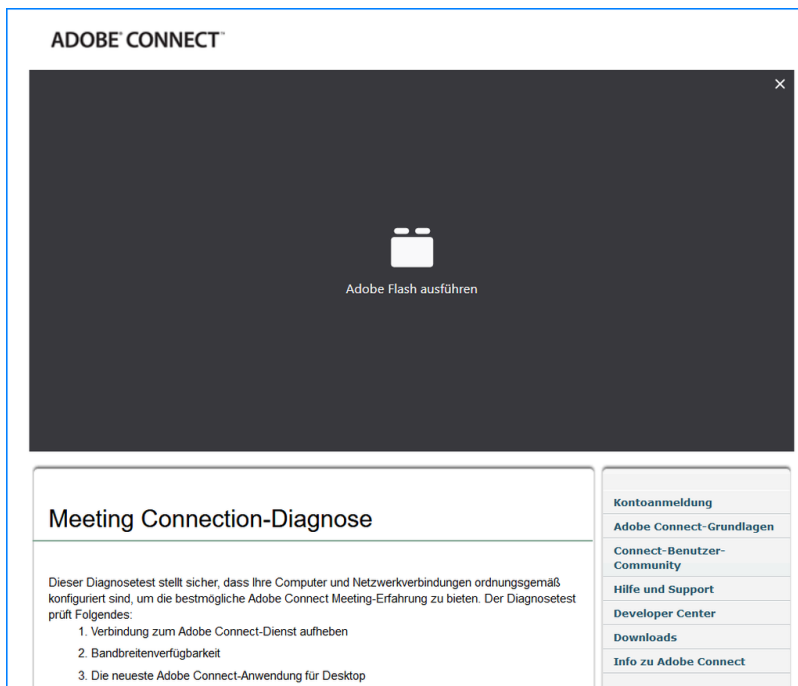 ADOBE® CONNECT™
Adobe Flash ausführen
Meeting Connection-Diagnose
Dieser Diagnosetest stellt sicher, dass Ihre Computer und Netzwerkverbindungen ordnungsgemäß
konfiguriert sind, um die bestmögliche Adobe Connect Meeting-Erfahrung zu bieten. Der Diagnosetest
prüft Folgendes:
1. Verbindung zum Adobe Connect-Dienst aufheben
2. Bandbreitenverfügbarkeit
3. Die neueste Adobe Connect-Anwendung für Desktop
Kontoanmeldung
Adobe Connect-Grundlagen
Connect-Benutzer-
Community
Hilfe und Support
Developer Center
Downloads
Info zu Adobe Connect